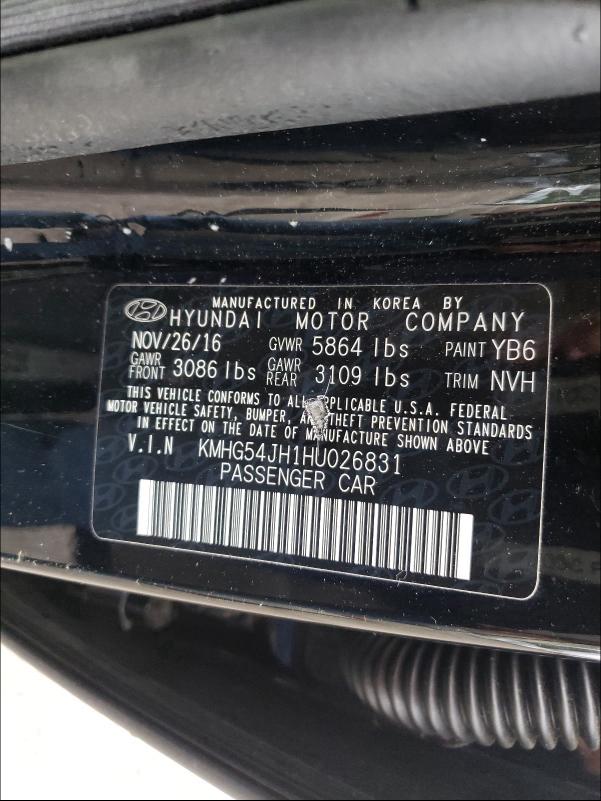 MANUFACTURED IN KOREA BY
HYUNDAI MOTOR COMPANY
NOV/26/16 GVWR 5864 lbs PAINT YB6
GAWR FRONT 3086 lbs GAWR REAR 3109 lbs TRIM NVH
THIS VEHICLE CONFORMS TO ALL APPLICABLE U.S.A. FEDERAL
MOTOR VEHICLE SAFETY, BUMPER, AND THEFT PREVENTION STANDARDS
IN EFFECT ON THE DATE OF MANUFACTURE SHOWN ABOVE
V.I.N KMHG54JH1HU026831
PASSENGER CAR